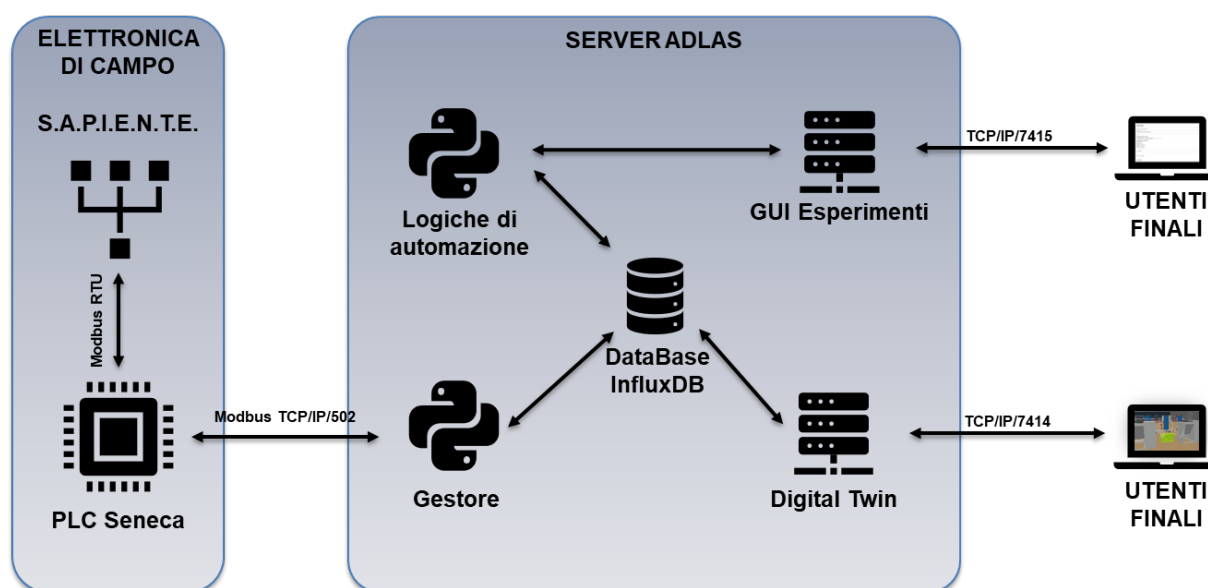 ELETTRONICA
DI CAMPO
S.A.P.I.E.N.T.E.
Modbus RTU
PLC Seneca
Modbus TCP/IP/502
SERVER ADLAS
Logiche di
automazione
GUI Esperimenti
DataBase
InfluxDB
Gestore
Digital Twin
TCP/IP/7415
UTENTI
FINALI
TCP/IP/7414
UTENTI
FINALI